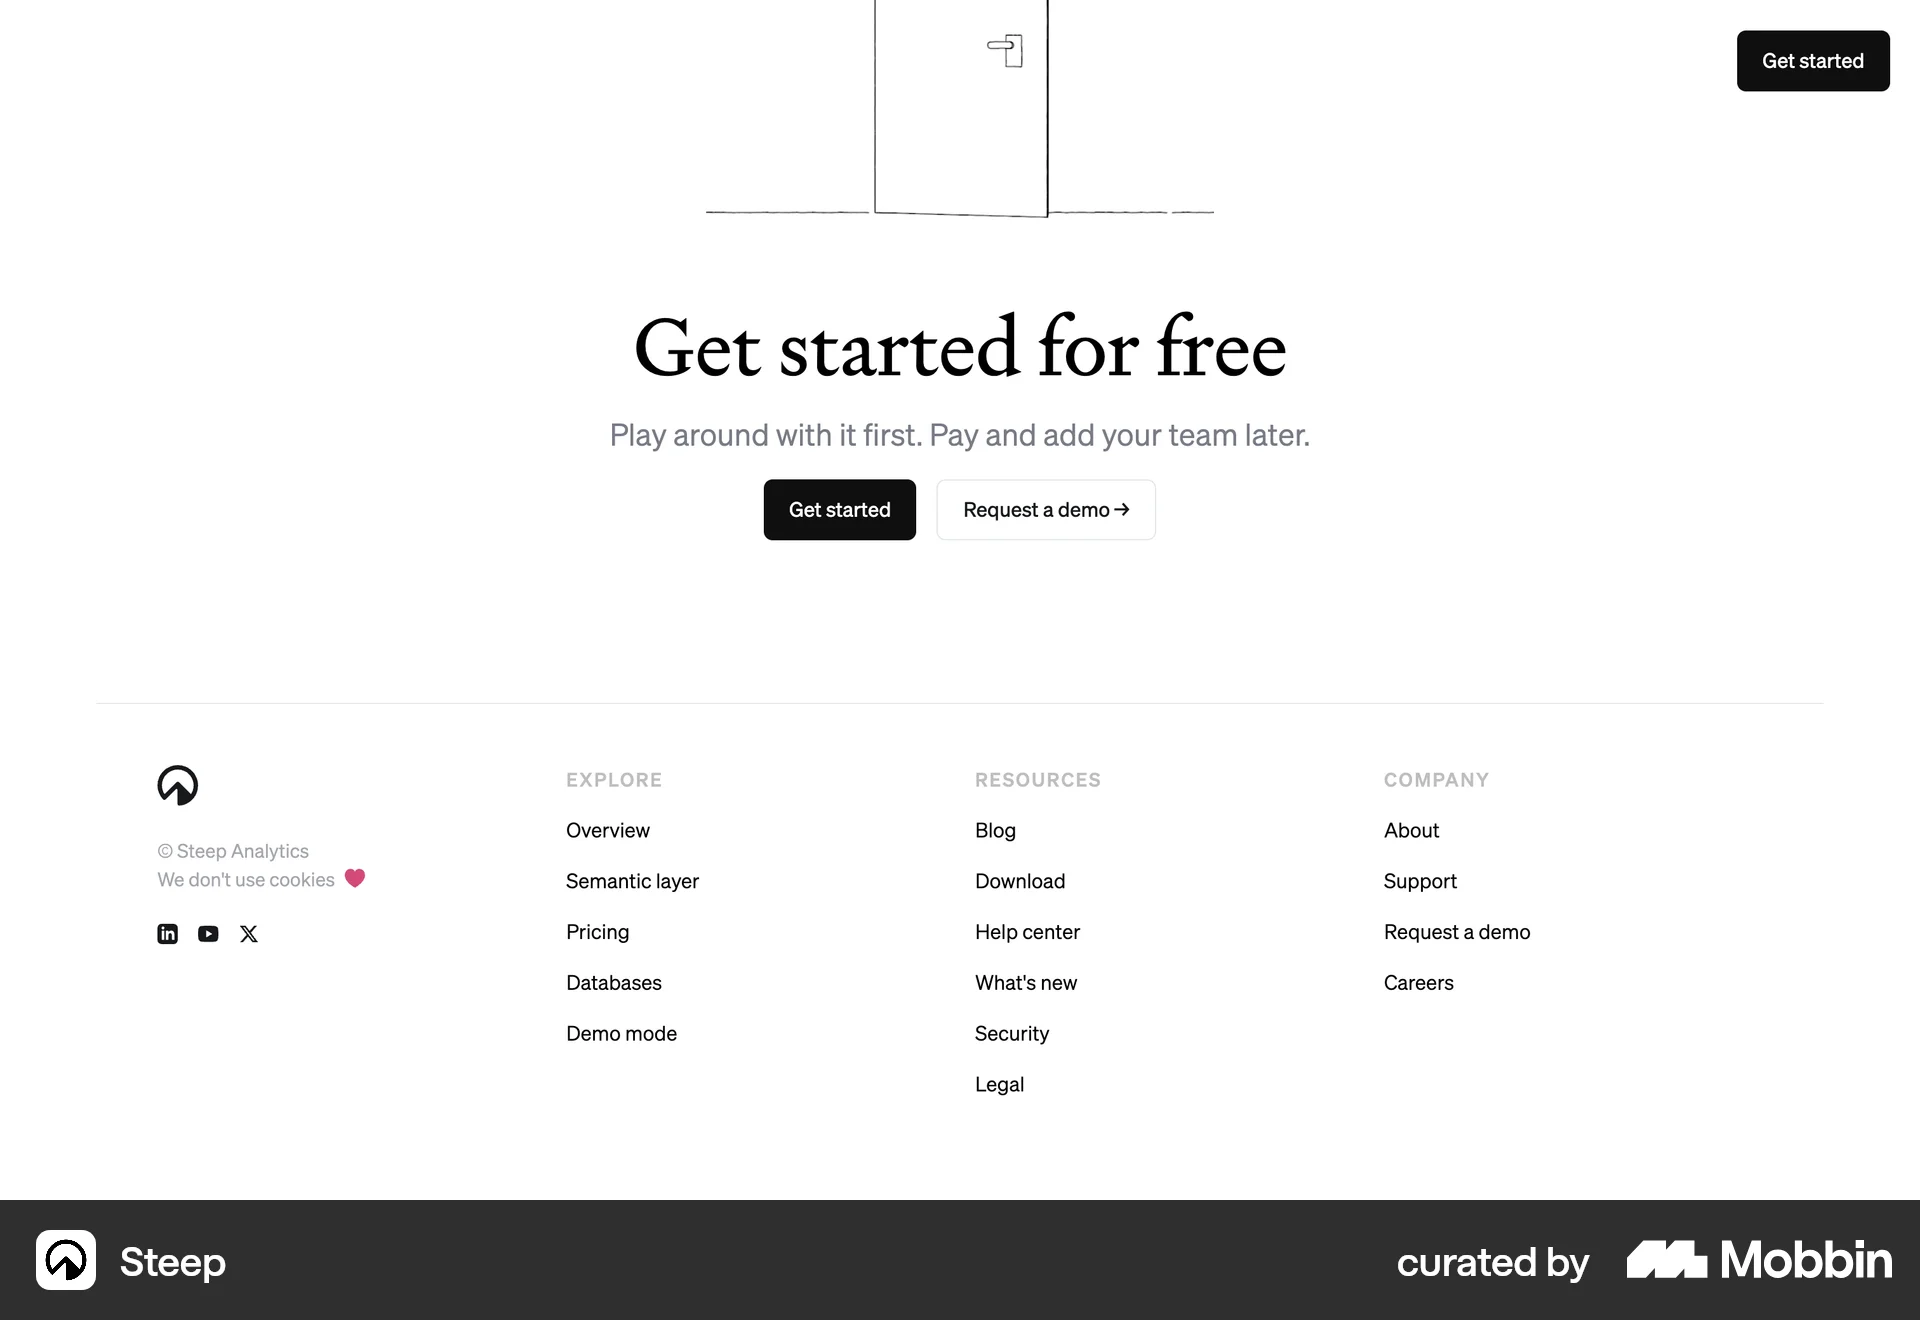 Get started
Get started for free
Play around with it first. Pay and add your team later.
Get started
Request a demo →
© Steep Analytics
We don't use cookies
EXPLORE
Overview
Semantic layer
Pricing
Databases
Demo mode
RESOURCES
Blog
Download
Help center
What's new
Security
Legal
COMPANY
About
Support
Request a demo
Careers
Steep
curated by Mobbin